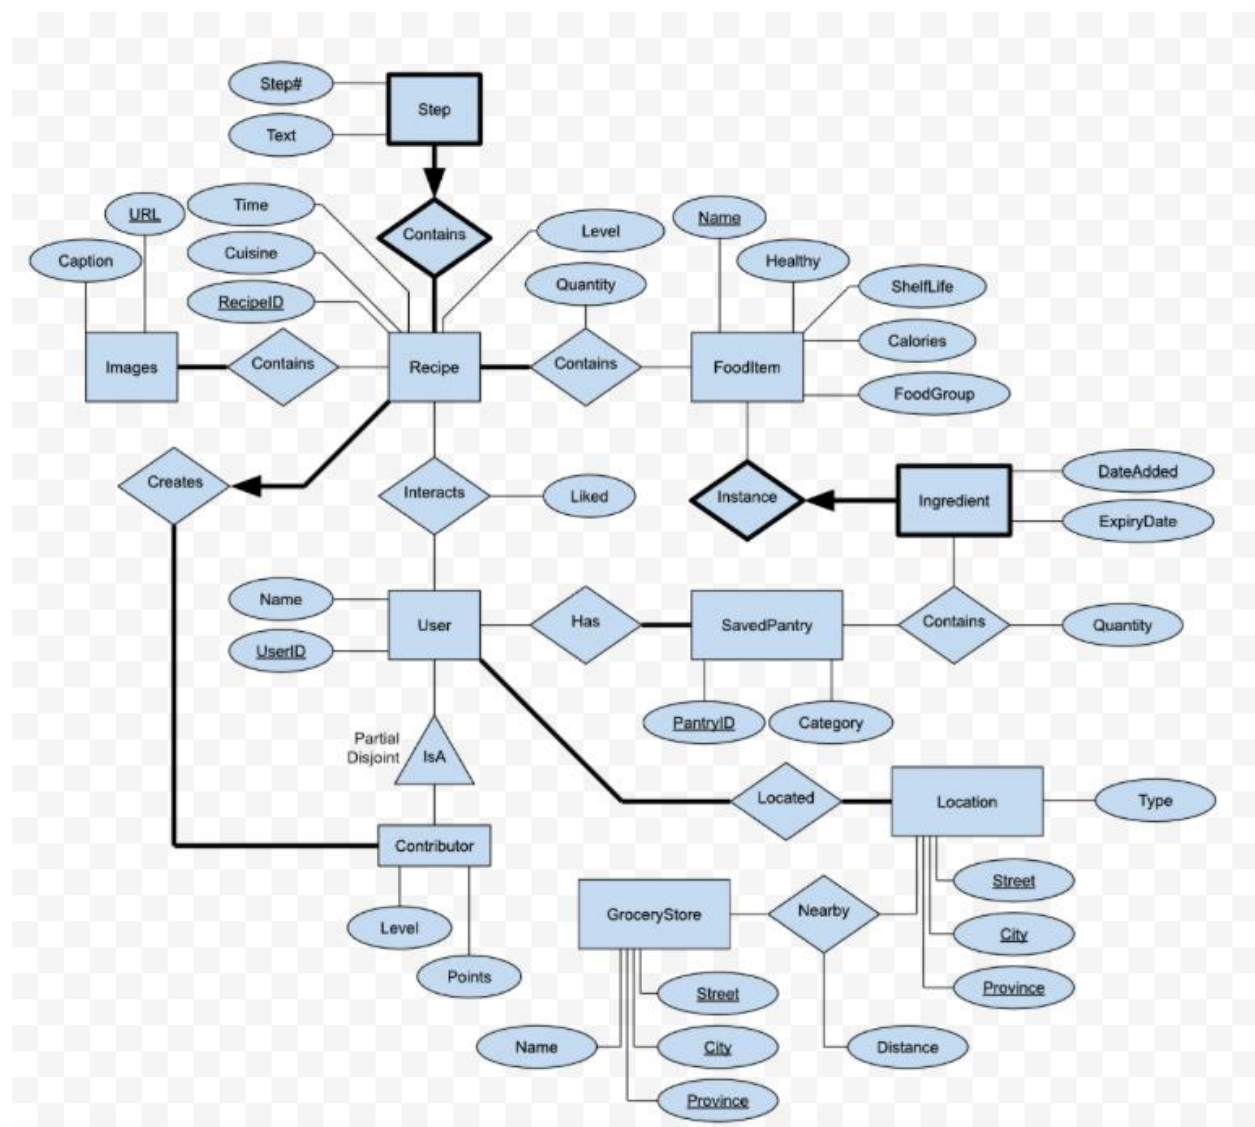 Step#
Step
Text
URL
Time
Name
Contains
Level
Cuisine
Caption
Healthy
Quantity
ShelfLife
RecipeID
Calories
Images
Contains
Recipe
Contains
FoodItem
FoodGroup
Creates
Interacts
Liked
Instance
Ingredient
DateAdded
ExpiryDate
Name
User
Has
SavedPantry
Contains
Quantity
UserID
PantryID
Category
Partial
Disjoint
IsA
Located
Location
Type
Contributor
Street
GroceryStore
Nearby
Level
City
Points
Street
Province
Name
City
Distance
Province